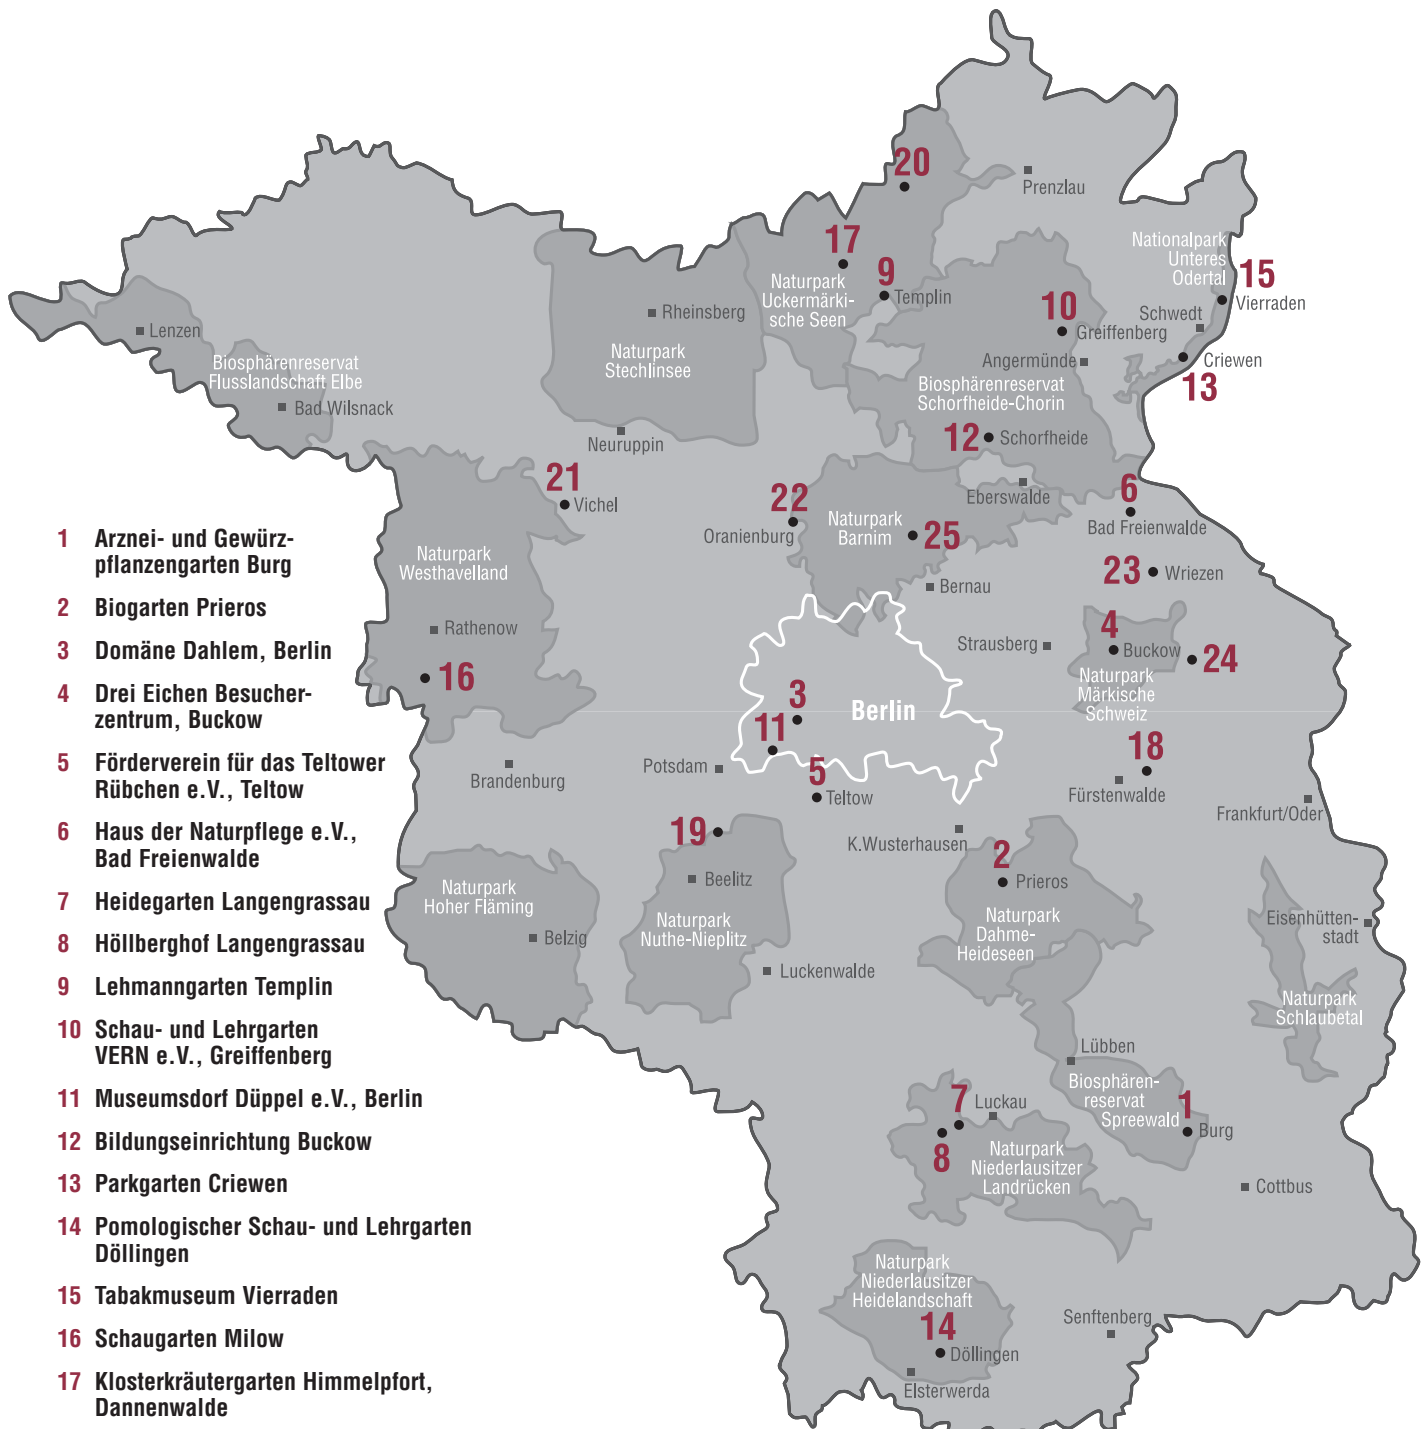 20
Prenzlau
17
Nationalpark
Unteres
Odertal
15
Vierraden
9
Templin
Naturpark
Uckermärki-
sche Seen
10
Greiffenberg
Schwedt
Rheinsberg
Lenzen
Naturpark
Stechlinsee
Angermünde
Criewen
13
Biosphärenreservat
Flusslandschaft Elbe
Biosphärenreservat
Schorfheide-Chorin
Bad Wilsnack
12
Schorfheide
Neuruppin
21
Vichel
22
Oranienburg
Eberswalde
6
Bad Freienwalde
Naturpark
Barnim
25
Naturpark
Westhavelland
23
Wriezen
Bernau
Rathenow
Strausberg
4
Buckow
24
16
Naturpark
Märkische
Schweiz
3
Berlin
11
18
Fürstenwalde
Potsdam
Brandenburg
5
Teltow
Frankfurt/Oder
19
K.Wusterhausen
2
Prieros
Beelitz
Naturpark
Hoher Fläming
Naturpark
Nuthe-Nieplitz
Naturpark
Dahme-
Heideseen
Eisenhütten-
stadt
Belzig
Luckenwalde
Naturpark
Schlaubetal
Lübben
Biosphären-
reservat
Spreewald
1
Burg
7
Luckau
8
Naturpark
Niederlausitzer
Landrücken
Cottbus
Naturpark
Niederlausitzer
Heidelandschaft
Senftenberg
14
Döllingen
Elsterwerda
1 Arznei- und Gewürz-
pflanzengarten Burg
2 Biogarten Prieros
3 Domäne Dahlem, Berlin
4 Drei Eichen Besucher-
zentrum, Buckow
5 Förderverein für das Teltower
Rübchen e.V., Teltow
6 Haus der Naturpflege e.V.,
Bad Freienwalde
7 Heidegarten Langengrassau
8 Höllberghof Langengrassau
9 Lehmanngarten Templin
10 Schau- und Lehrgarten
VERN e.V., Greiffenberg
11 Museumsdorf Düppel e.V., Berlin
12 Bildungseinrichtung Buckow
13 Parkgarten Criewen
14 Pomologischer Schau- und Lehrgarten
Döllingen
15 Tabakmuseum Vierraden
16 Schaugarten Milow
17 Klosterkräutergarten Himmelpfort,
Dannenwalde